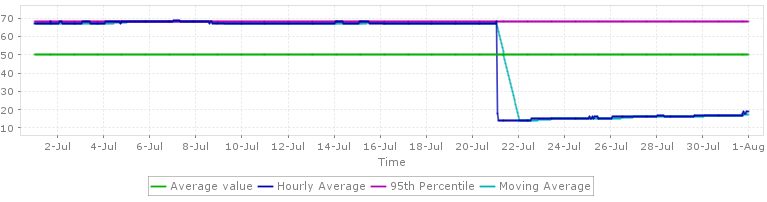 70
60
50
40
30
20
10
2-Jul 4-Jul 6-Jul 8-Jul 10-Jul 12-Jul 14-Jul 16-Jul 18-Jul 20-Jul 22-Jul 24-Jul 26-Jul 28-Jul 30-Jul 1-Aug
Time
Average value Hourly Average 95th Percentile Moving Average